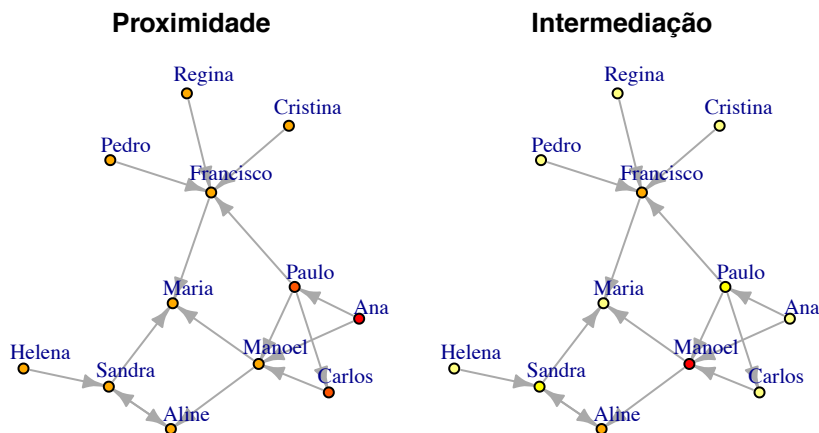 Proximidade
Regina
Cristina
Pedro
Francisco
Maria
Paulo
Ana
Helena
Sandra
Manoel
Carlos
Aline
Intermediação
Regina
Cristina
Pedro
Francisco
Maria
Paulo
Ana
Helena
Sandra
Manoel
Carlos
Aline